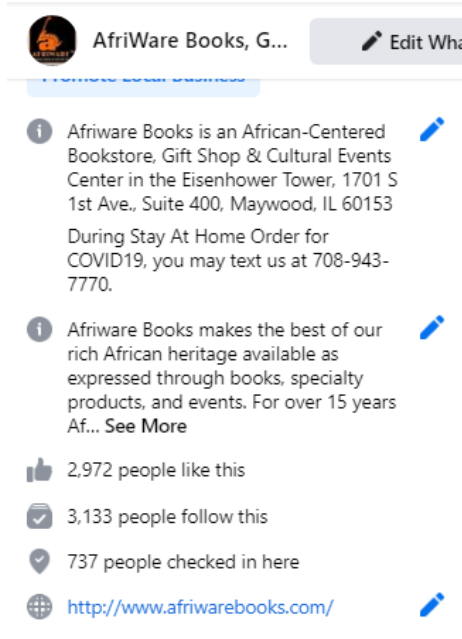 AfriWare Books, G...
Edit Wha
Promote Local Business
Afriware Books is an African-Centered
Bookstore, Gift Shop & Cultural Events
Center in the Eisenhower Tower, 1701 S
1st Ave., Suite 400, Maywood, IL 60153
During Stay At Home Order for
COVID19, you may text us at 708-943-
7770.
Afriware Books makes the best of our
rich African heritage available as
expressed through books, specialty
products, and events. For over 15 years
Af... See More
2,972 people like this
3,133 people follow this
737 people checked in here
http://www.afriwarebooks.com/